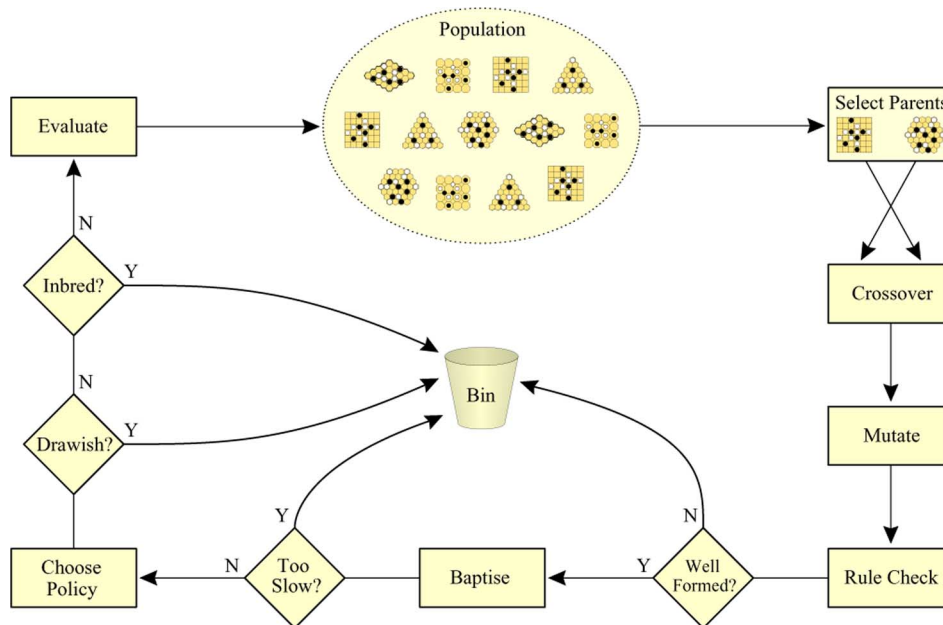 Population
Evaluate
Select Parents
N
Inbred?
Y
Crossover
N
Bin
Drawish?
Y
Mutate
Y
N
Choose
Policy
N
Too
Slow?
Baptise
Y
Well
Formed?
Rule Check